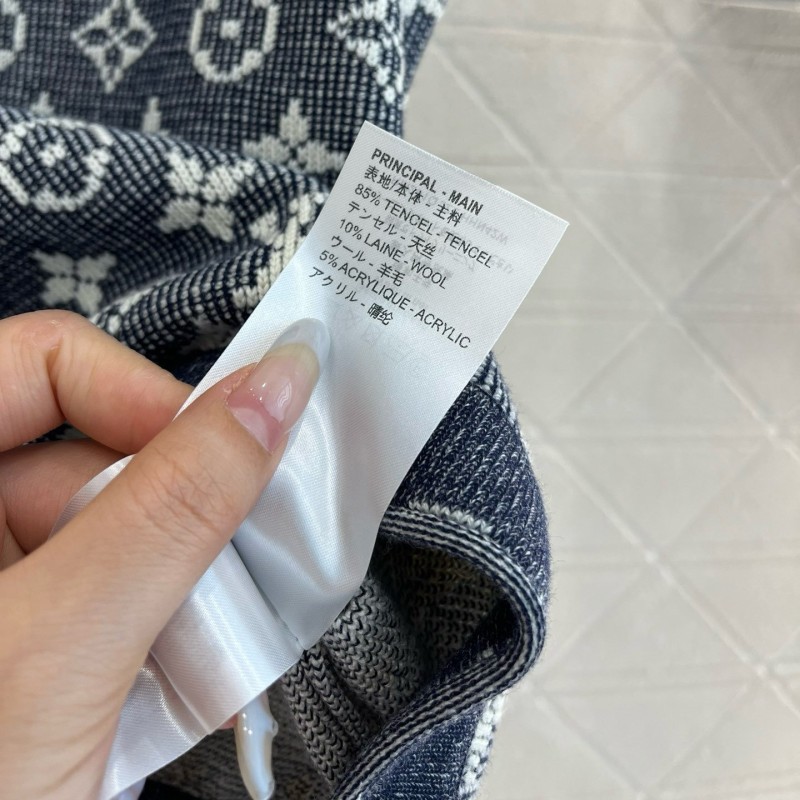 PRINCIPAL - MAIN
表地/本体 - 主料
85% TENCEL - TENCEL
テンセル - 天丝
10% LAINE - WOOL
ウール - 羊毛
5% ACRYLIQUE - ACRYLIC
アクリル - 晴纶